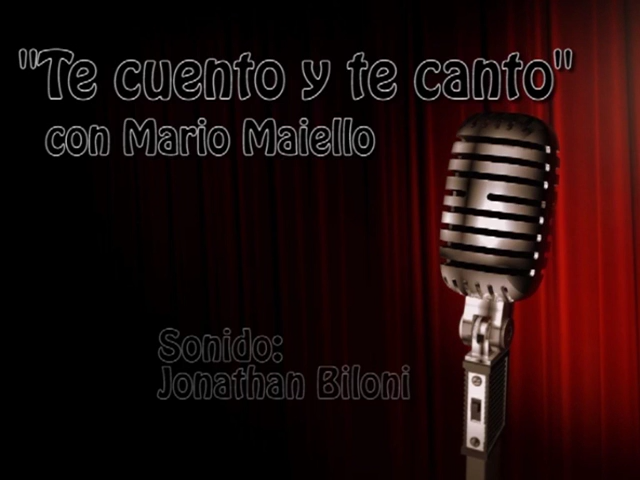 "Te cuento y te canto"
con Mario Maiello
Sonido:
Jonathan Biloni